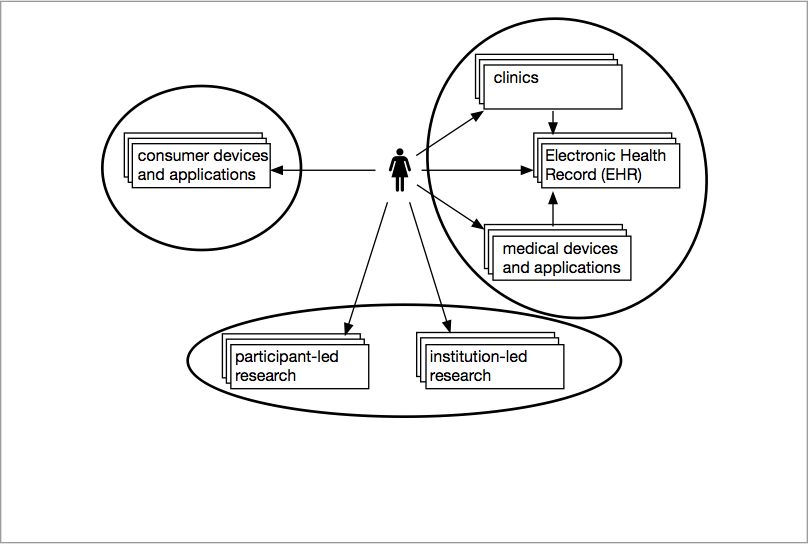 clinics
consumer devices
and applications
Electronic Health
Record (EHR)
medical devices
and applications
participant-led
research
institution-led
research